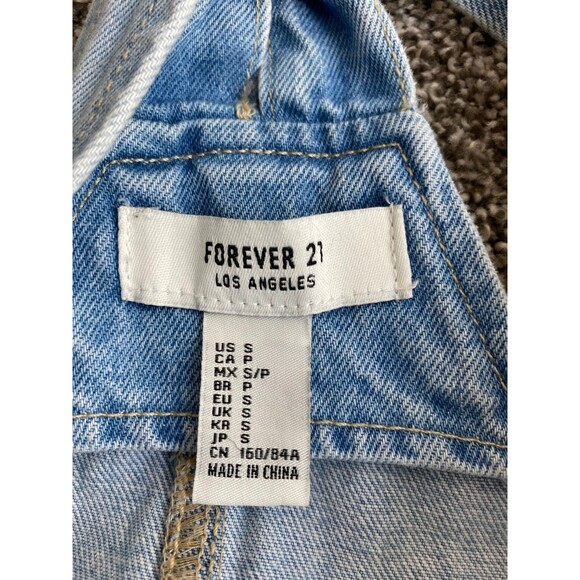 FOREVER 21
LOS ANGELES
US S
CA P
MX S/P
BR P
EU S
UK S
KR S
JP S
CN 160/84A
MADE IN CHINA